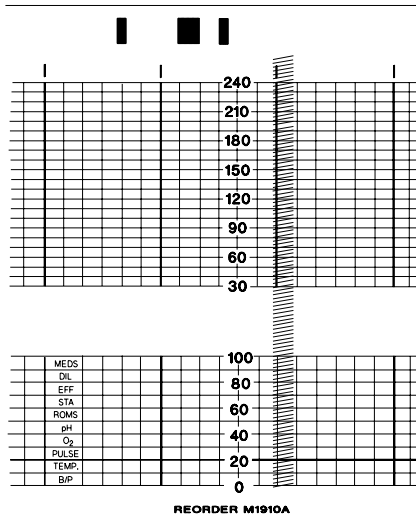 240
210
180
150
120
90
60
30
100
MEDS
DIL
80
EFF
STA
60
ROMS
pH
40
O₂
PULSE
20
TEMP.
B/P
0
REORDER M1910A